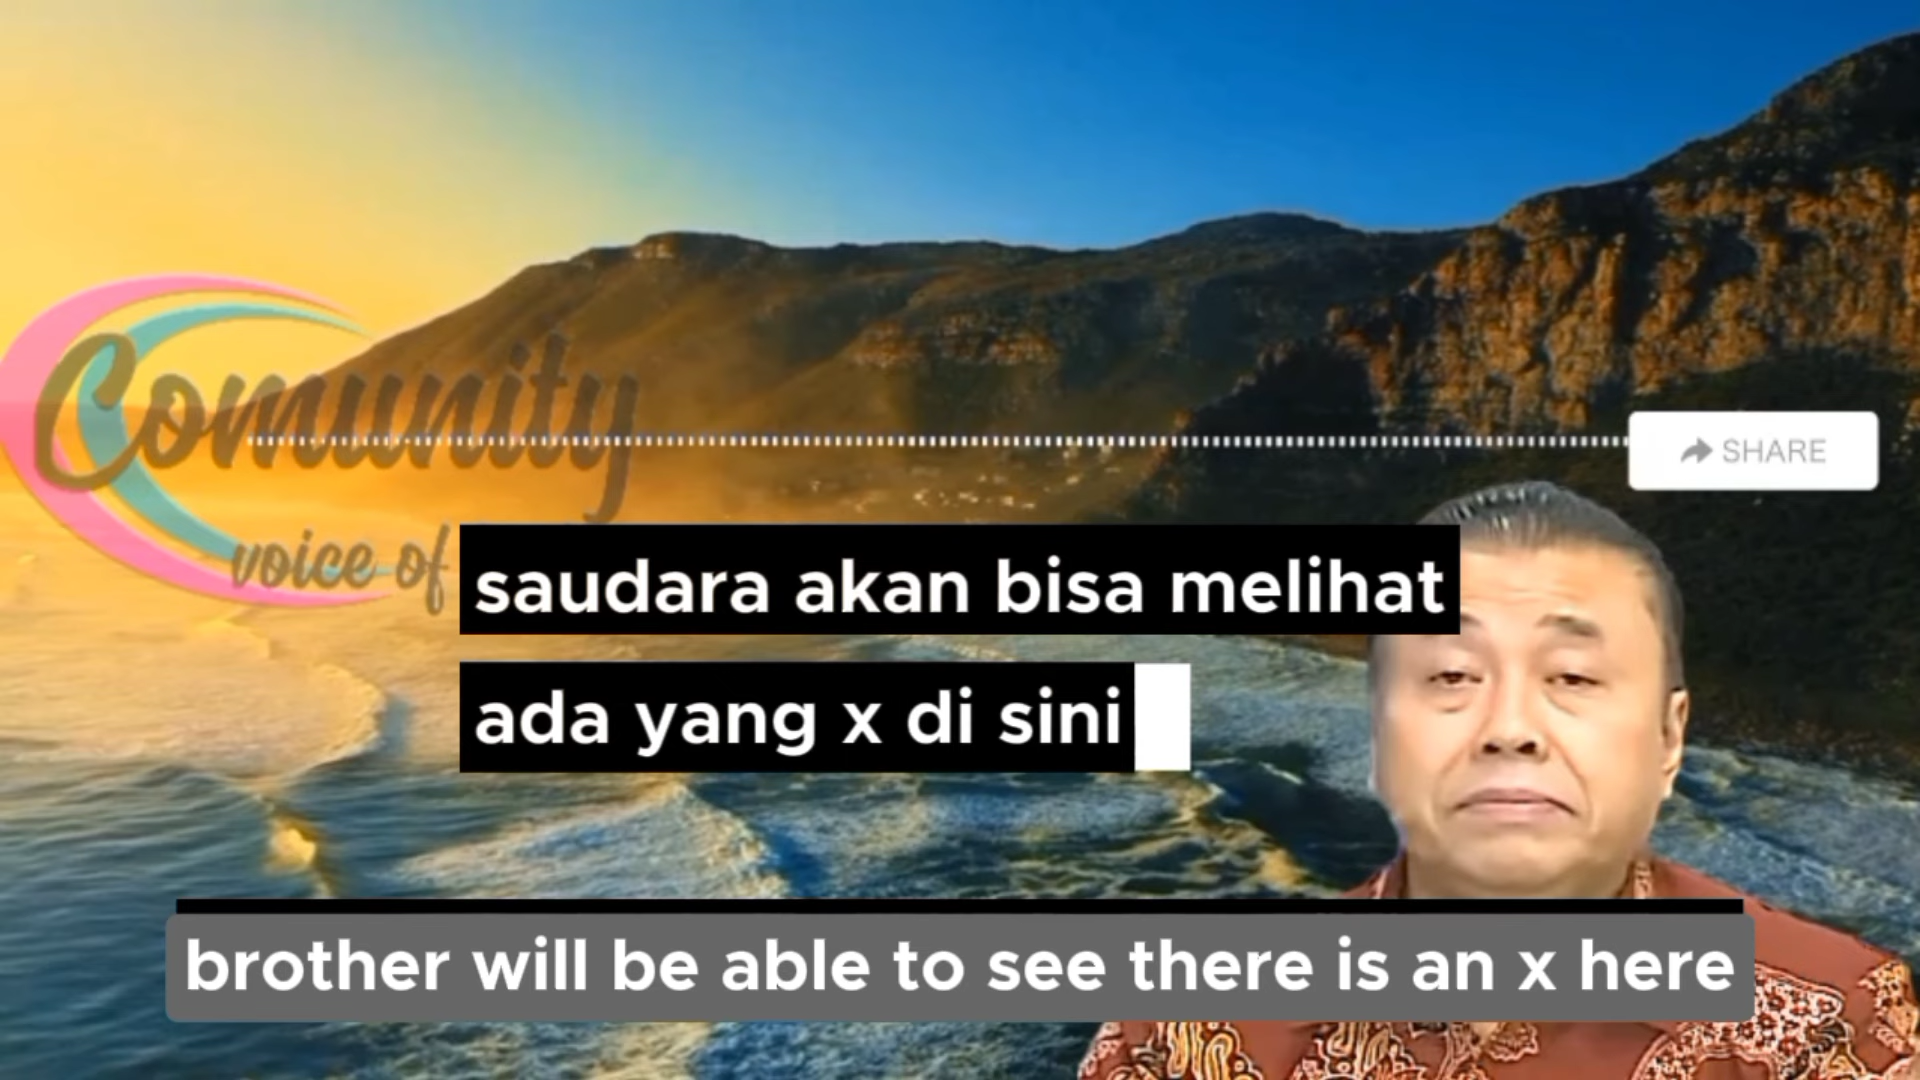 Comunity
SHARE
voice of
saudara akan bisa melihat
ada yang x di sini
brother will be able to see there is an x here